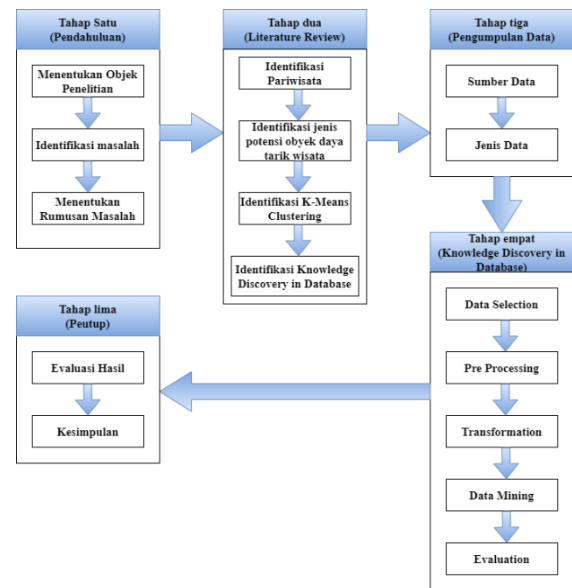 Tahap Satu
(Pendahuluan)
Menentukan Objek
Penelitian
Identifikasi masalah
Menentukan
Rumusan Masalah
Tahap dua
(Literature Review)
Identifikasi
Pariwisata
Identifikasi jenis
potensi obyek daya
tarik wisata
Identifikasi K-Means
Clustering
Identifikasi Knowledge
Discovery in Database
Tahap tiga
(Pengumpulan Data)
Sumber Data
Jenis Data
Tahap empat
(Knowledge Discovery in
Database)
Data Selection
Pre Processing
Transformation
Data Mining
Evaluation
Tahap lima
(Peutup)
Evaluasi Hasil
Kesimpulan